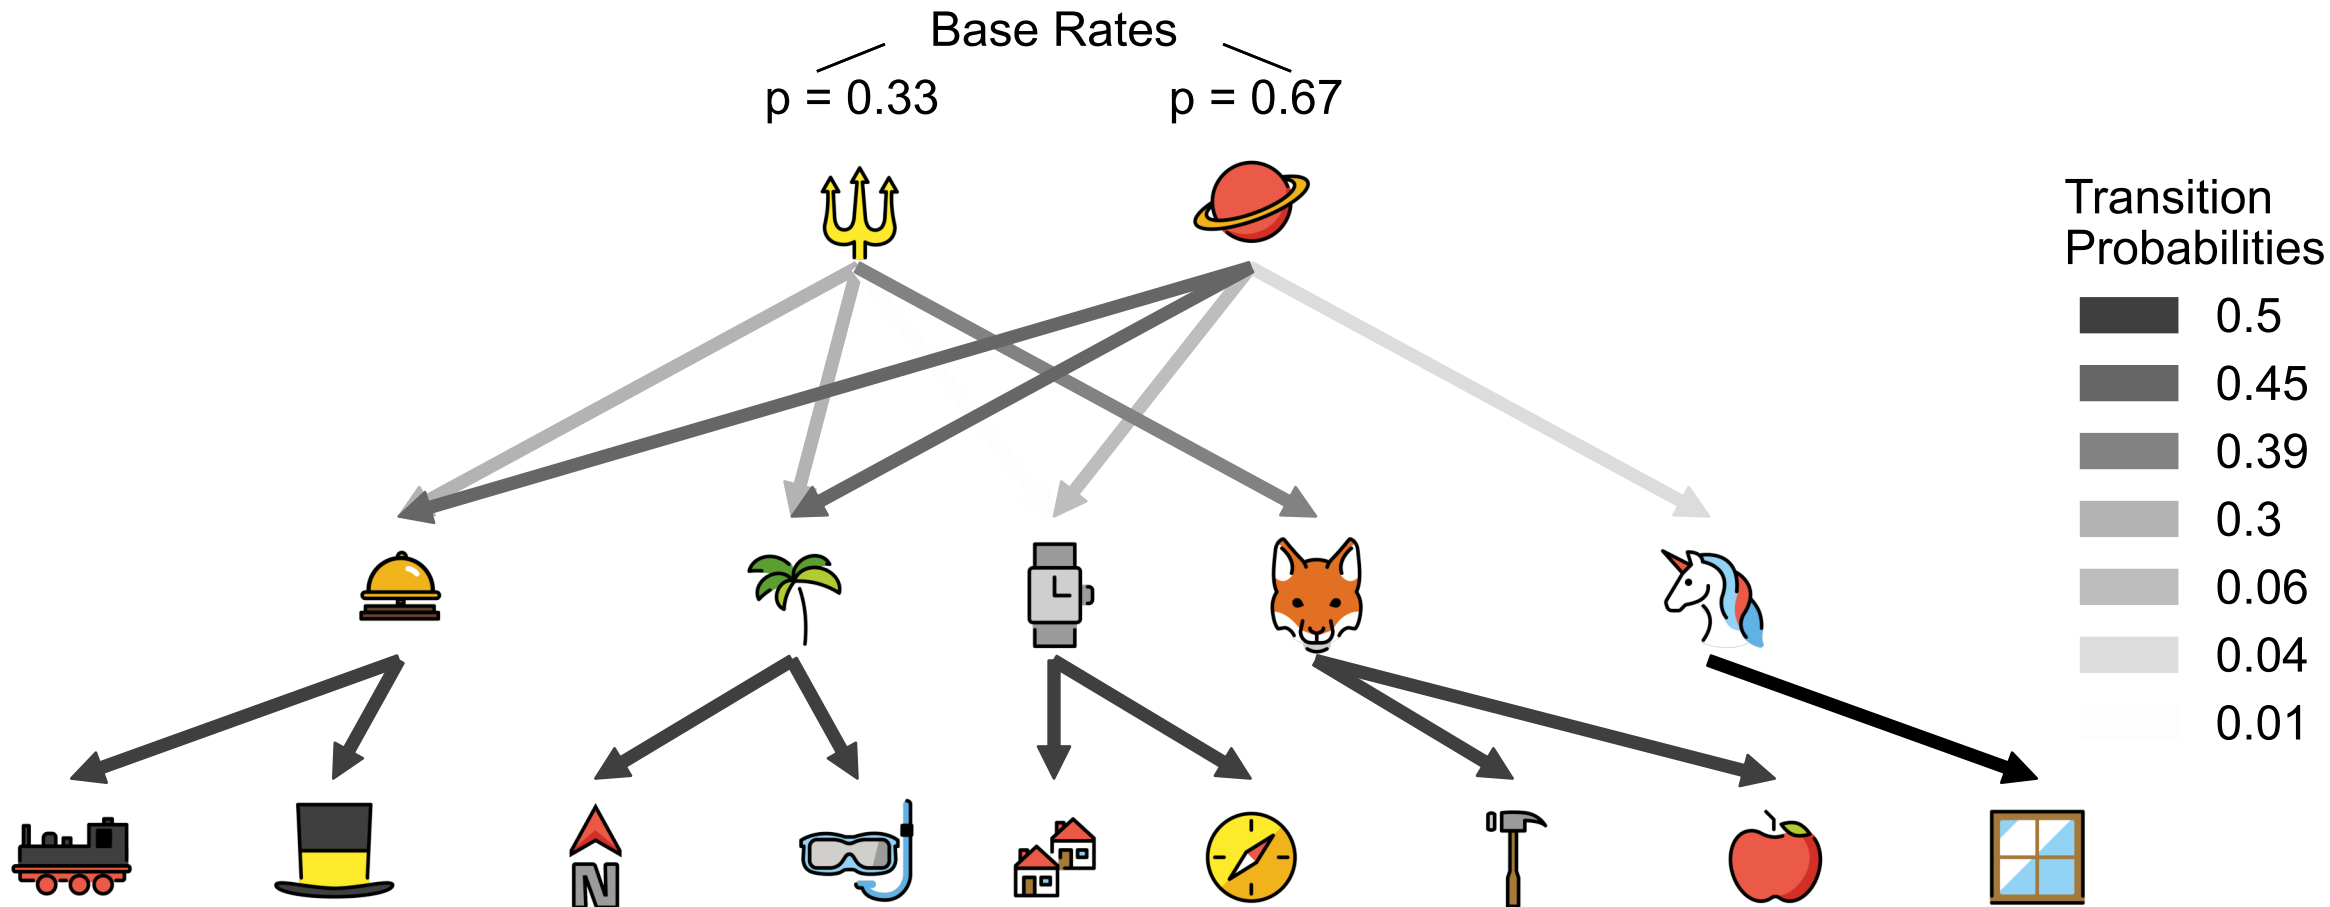 Base Rates
p = 0.33
p = 0.67
Transition
Probabilities
0.5
0.45
0.39
0.3
0.06
0.04
0.01
N